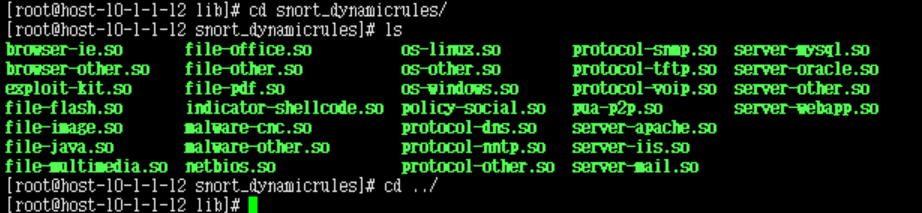 [root@host-10-1-1-12 lib]# cd snort_dynamicrules/
[root@host-10-1-1-12 snort_dynamicrules]# ls
browser-ie.so file-office.so os-linux.so protocol-snmp.so server-mysql.so
browser-other.so file-other.so os-other.so protocol-tftp.so server-oracle.so
exploit-kit.so file-pdf.so os-windows.so protocol-voip.so server-other.so
file-flash.so indicator-shellcode.so policy-social.so pua-p2p.so server-webapp.so
file-image.so malware-cnc.so protocol-dns.so server-apache.so
file-java.so malware-other.so protocol-nntp.so server-iis.so
file-multimedia.so netbios.so protocol-other.so server-mail.so
[root@host-10-1-1-12 snort_dynamicrules]# cd ../
[root@host-10-1-1-12 lib]#